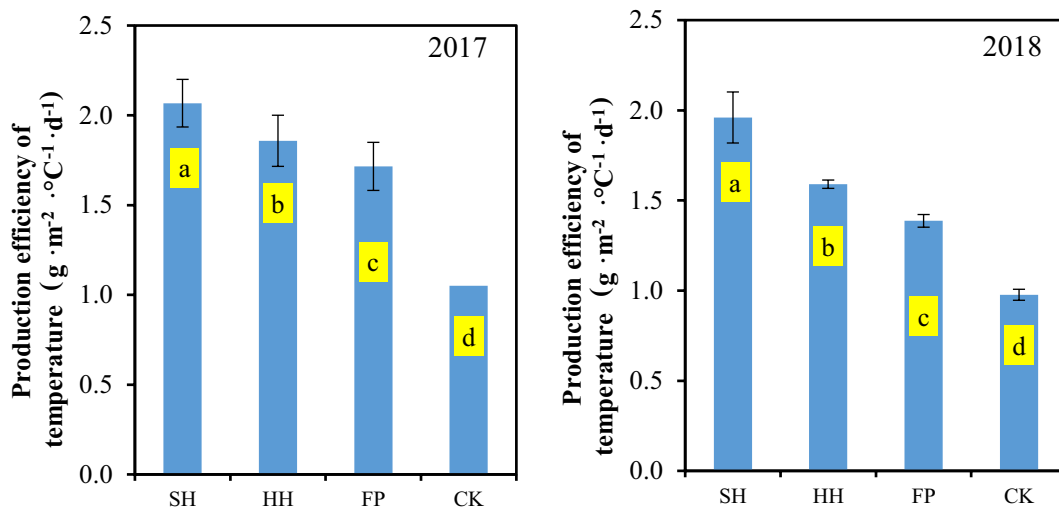 Production efficiency of
temperature（g ·m⁻² ·°C⁻¹·d⁻¹)
2.5
2.0
1.5
1.0
0.5
0.0
2017
a
b
c
d
SH HH FP CK
Production efficiency of
temperature（g ·m⁻² ·°C⁻¹·d⁻¹)
2.5
2.0
1.5
1.0
0.5
0.0
2018
a
b
c
d
SH HH FP CK